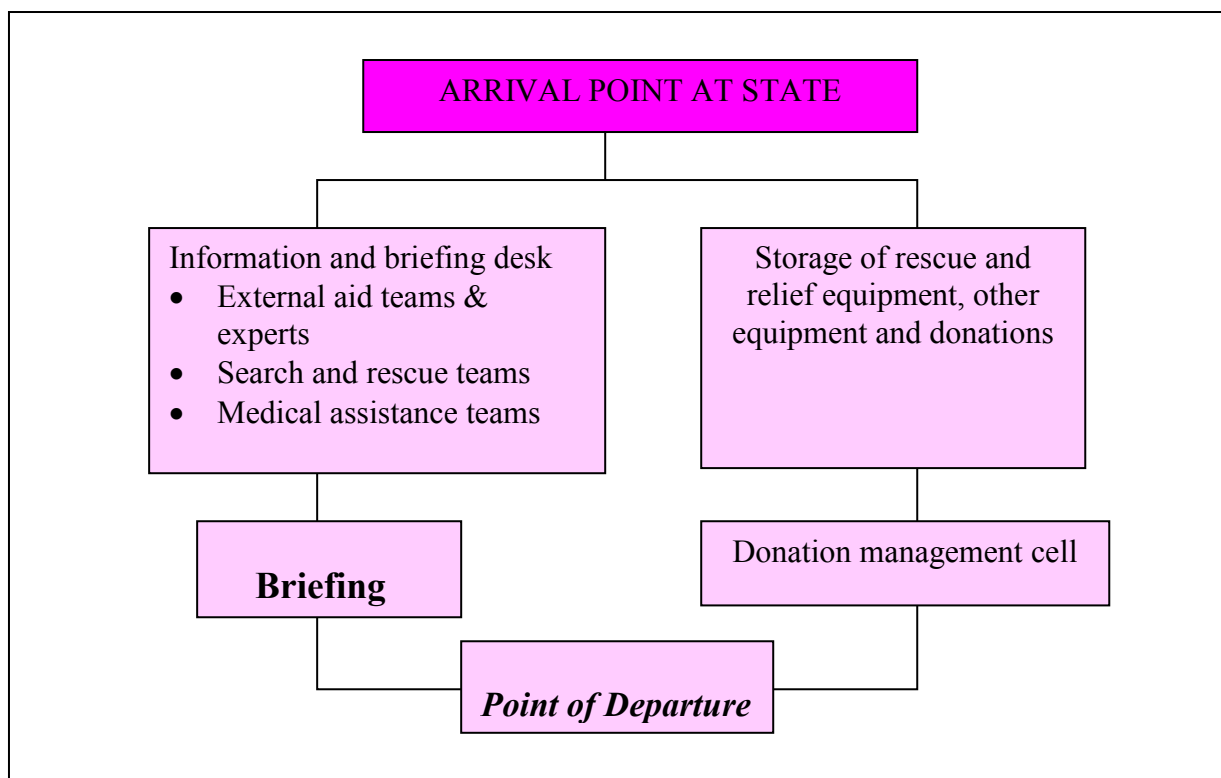 ARRIVAL POINT AT STATE
Information and briefing desk
• External aid teams &
experts
• Search and rescue teams
• Medical assistance teams
Storage of rescue and
relief equipment, other
equipment and donations
Briefing
Donation management cell
Point of Departure